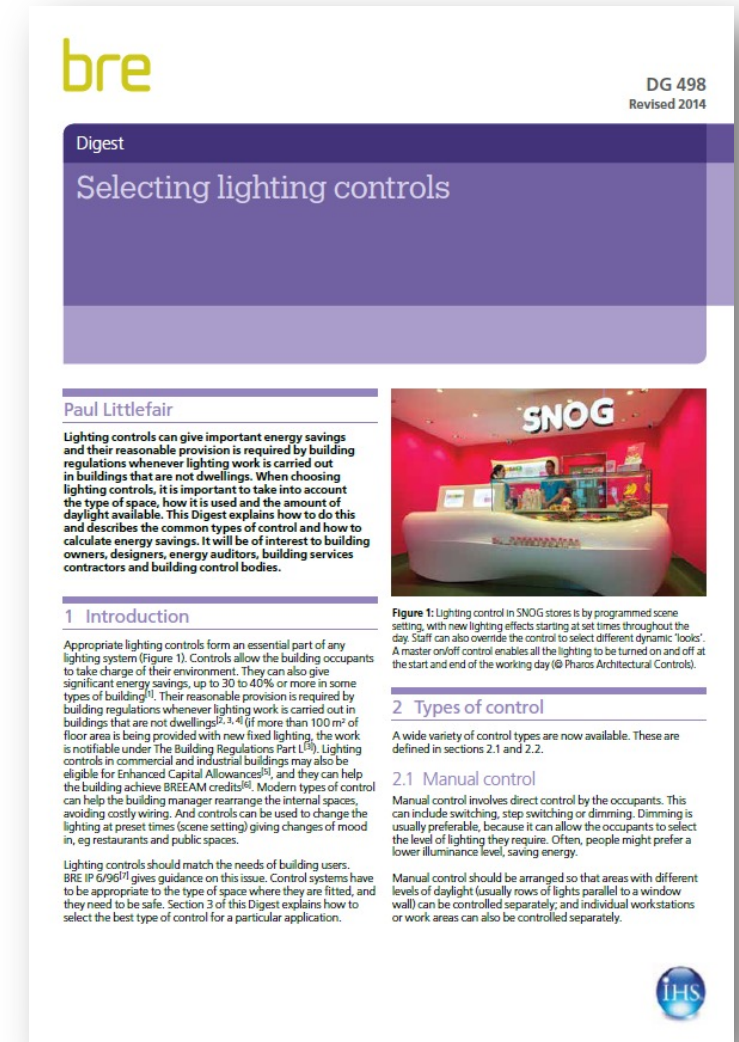 bre
DG 498
Revised 2014
Digest
Selecting lighting controls
Paul Littlefair
Lighting controls can give important energy savings
and their reasonable provision is required by building
regulations whenever lighting work is carried out
in buildings that are not dwellings. When choosing
lighting controls, it is important to take into account
the type of space, how it is used and the amount of
daylight available. This Digest explains how to do this
and describes the common types of control and how to
calculate energy savings. It will be of interest to building
owners, designers, energy auditors, building services
contractors and building control bodies.
1 Introduction
Appropriate lighting controls form an essential part of any
lighting system (Figure 1). Controls allow the building occupants
to take charge of their environment. They can also give
significant energy savings, up to 30 to 40% or more in some
types of building[1]. Their reasonable provision is required by
building regulations whenever lighting work is carried out in
buildings that are not dwellings[2, 3, 4] (if more than 100 m² of
floor area is being provided with new fixed lighting, the work
is notifiable under The Building Regulations Part L[3]). Lighting
controls in commercial and industrial buildings may also be
eligible for Enhanced Capital Allowances[5], and they can help
the building achieve BREEAM credits[6]. Modern types of control
can help the building manager rearrange the internal spaces,
avoiding costly wiring. And controls can be used to change the
lighting at preset times (scene setting) giving changes of mood
in, eg restaurants and public spaces.
Lighting controls should match the needs of building users.
BRE IP 6/96[7] gives guidance on this issue. Control systems have
to be appropriate to the type of space where they are fitted, and
they need to be safe. Section 3 of this Digest explains how to
select the best type of control for a particular application.
SNOG
Figure 1: Lighting control in SNOG stores is by programmed scene
setting, with new lighting effects starting at set times throughout the
day. Staff can also override the control to select different dynamic 'looks'.
A master on/off control enables all the lighting to be turned on and off at
the start and end of the working day (© Pharos Architectural Controls).
2 Types of control
A wide variety of control types are now available. These are
defined in sections 2.1 and 2.2.
2.1 Manual control
Manual control involves direct control by the occupants. This
can include switching, step switching or dimming. Dimming is
usually preferable, because it can allow the occupants to select
the level of lighting they require. Often, people might prefer a
lower illuminance level, saving energy.
Manual control should be arranged so that areas with different
levels of daylight (usually rows of lights parallel to a window
wall) can be controlled separately; and individual workstations
or work areas can also be controlled separately.
IHS